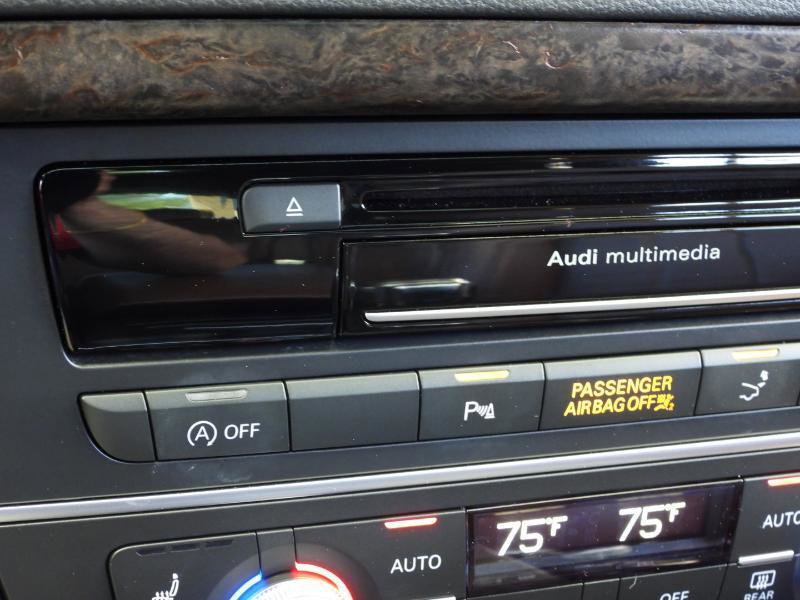 Audi multimedia
A OFF
P
PASSENGER
AIRBAG OFF
75°F 75°F
AUTO
AUTO
OFF
REAR